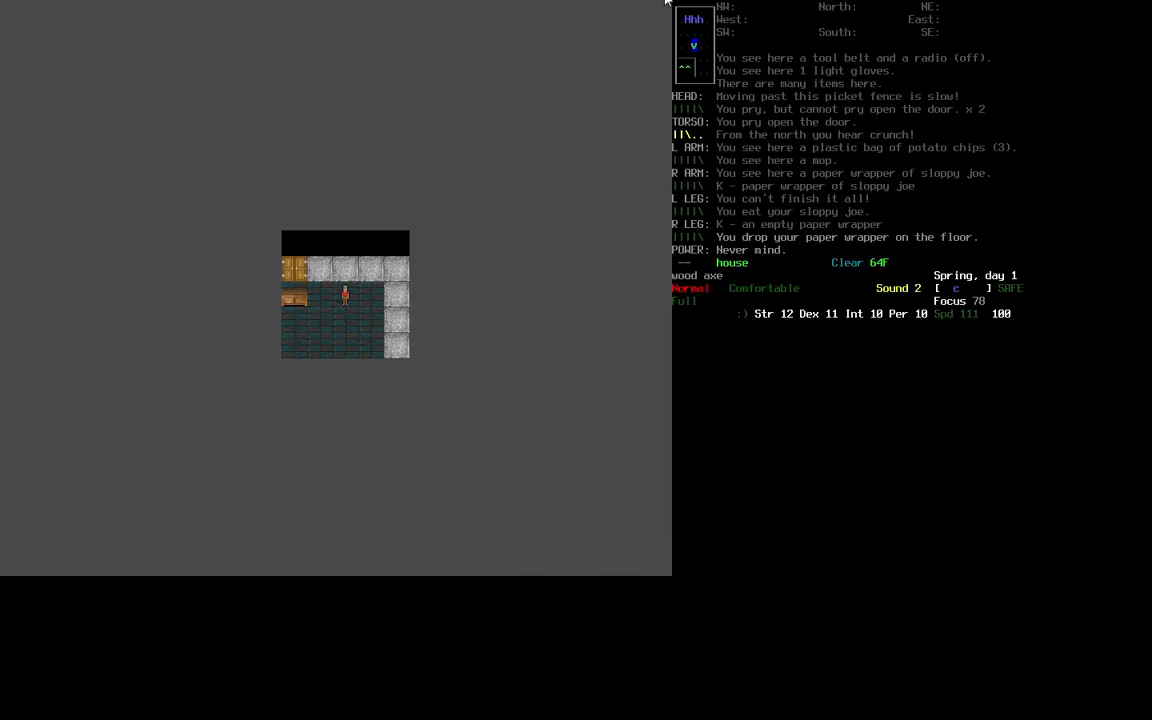 NW: North: NE:
Hhh West: East:
SW: South: SE:
v
You see here a tool belt and a radio (off).
^^ You see here 1 light gloves.
There are many items here.
HEAD: Moving past this picket fence is slow!
||||\ You pry, but cannot pry open the door. x 2
TORSO: You pry open the door.
||\.. From the north you hear crunch!
L ARM: You see here a plastic bag of potato chips (3).
||||\ You see here a mop.
R ARM: You see here a paper wrapper of sloppy joe.
||||\ K - paper wrapper of sloppy joe
L LEG: You can't finish it all!
||||\ You eat your sloppy joe.
R LEG: K - an empty paper wrapper
||||\ You drop your paper wrapper on the floor.
POWER: Never mind.
-- house Clear 64F
wood axe Spring, day 1
Normal Comfortable Sound 2 [ c ] SAFE
Full Focus 78
:) Str 12 Dex 11 Int 10 Per 10 Spd 111 100